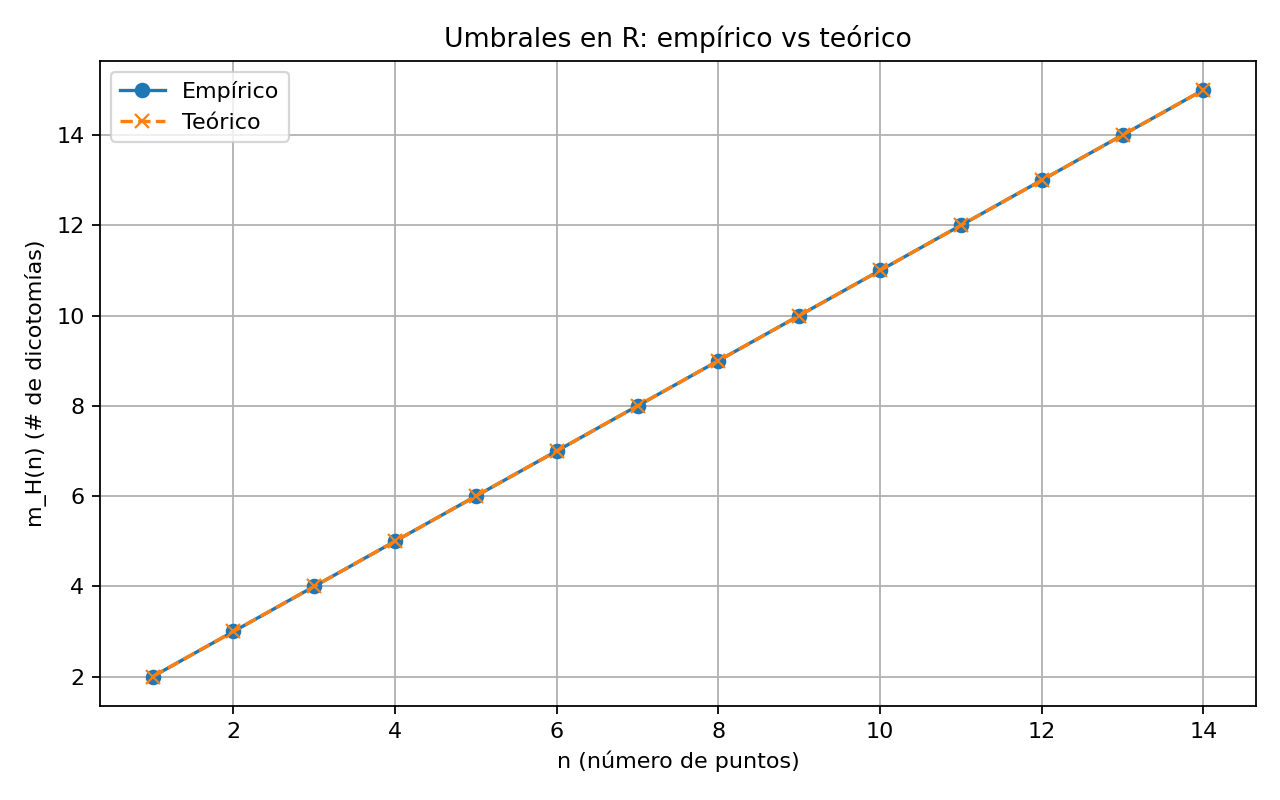 Umbrales en R: empírico vs teórico
Empírico
Teórico
m_H(n) (# de dicotomías)
14
12
10
8
6
4
2
2 4 6 8 10 12 14
n (número de puntos)